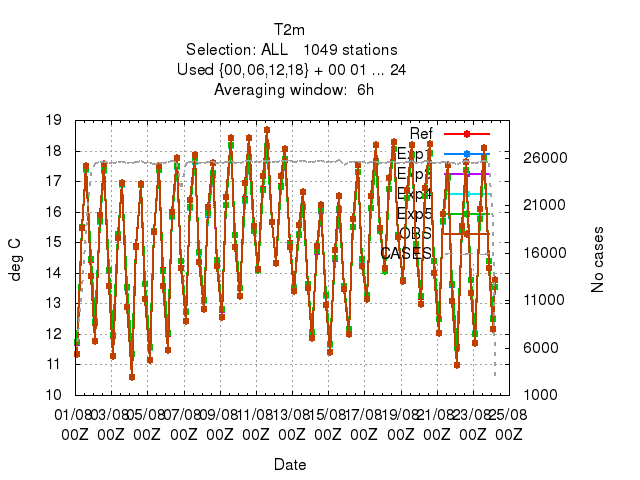 T2m
Selection: ALL 1049 stations
Used {00,06,12,18} + 00 01 ... 24
Averaging window: 6h
19
18
17
16
15
14
13
12
11
10
deg C
26000
21000
16000
11000
6000
1000
No cases
Ref
Exp1
Exp3
Exp4
Exp5
OBS
CASES
01/08 03/08 05/08 07/08 09/08 11/08 13/08 15/08 17/08 19/08 21/08 23/08 25/08
00Z 00Z 00Z 00Z 00Z 00Z 00Z 00Z 00Z 00Z 00Z 00Z 00Z
Date